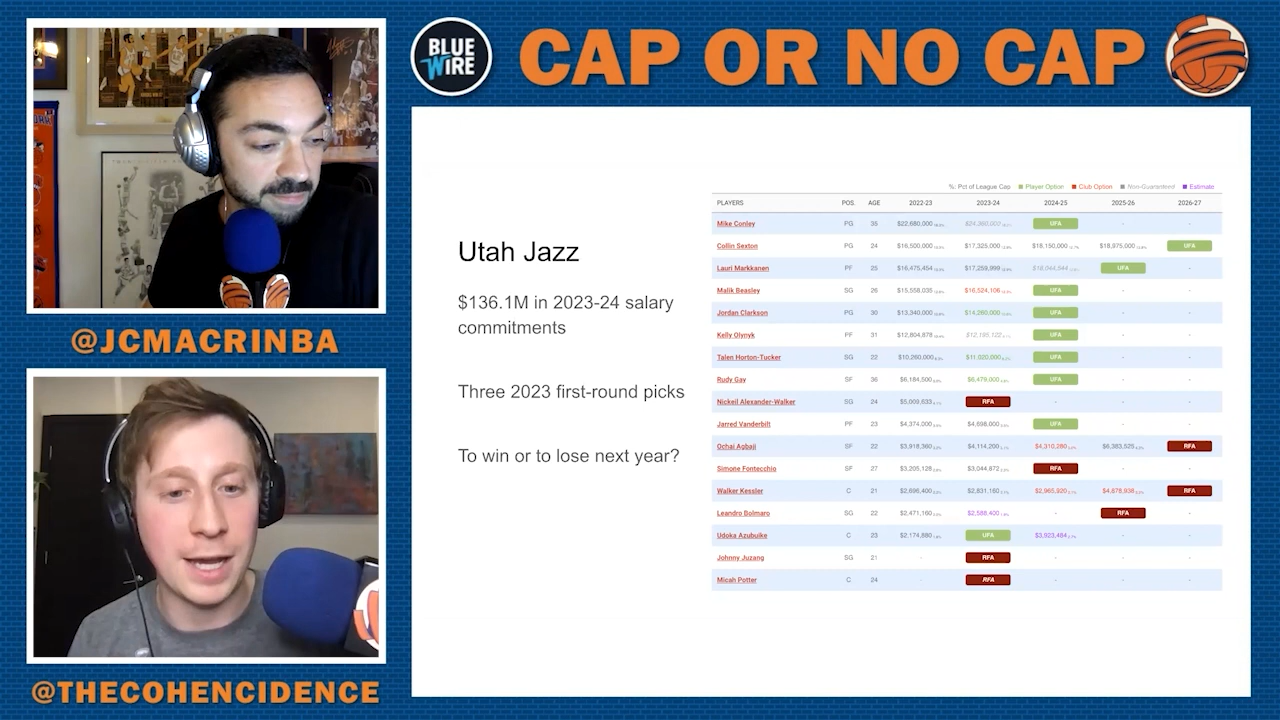 BLUE
WIRE
CAP OR NO CAP
@JCMACRINBA
@THECOHENCIDENCE
Utah Jazz
$136.1M in 2023-24 salary
commitments
Three 2023 first-round picks
To win or to lose next year?
%: Pct of League Cap Player Option Club Option Non-Guaranteed Estimate
PLAYERS POS. AGE 2022-23 2023-24 2024-25 2025-26 2026-27
Mike Conley PG 35 $22,680,000 $24,360,000 UFA - -
Collin Sexton PG 24 $16,500,000 $17,325,000 $18,150,000 $18,975,000 UFA
Lauri Markkanen PF 25 $16,475,454 $17,259,999 $18,044,544 UFA -
Malik Beasley SG 26 $15,558,035 $16,524,106 UFA - -
Jordan Clarkson PG 30 $13,340,000 $14,260,000 UFA - -
Kelly Olynyk PF 31 $12,804,878 $12,195,122 UFA - -
Talen Horton-Tucker SG 22 $10,260,000 $11,020,000 UFA - -
Rudy Gay SF 36 $6,184,500 $6,479,000 UFA - -
Nickeil Alexander-Walker SG 24 $5,009,633 RFA - - -
Jarred Vanderbilt PF 23 $4,374,000 $4,698,000 UFA - -
Ochai Agbaji SF 22 $3,918,360 $4,114,200 $4,310,280 $6,383,525 RFA
Simone Fontecchio SF 27 $3,205,128 $3,044,872 RFA - -
Walker Kessler C 21 $2,696,400 $2,831,160 $2,965,920 $4,878,938 RFA
Leandro Bolmaro SG 22 $2,471,160 $2,588,400 - RFA -
Udoka Azubuike C 23 $2,174,880 UFA $3,923,484 - -
Johnny Juzang SG 21 - RFA - - -
Micah Potter C 24 - RFA - - -